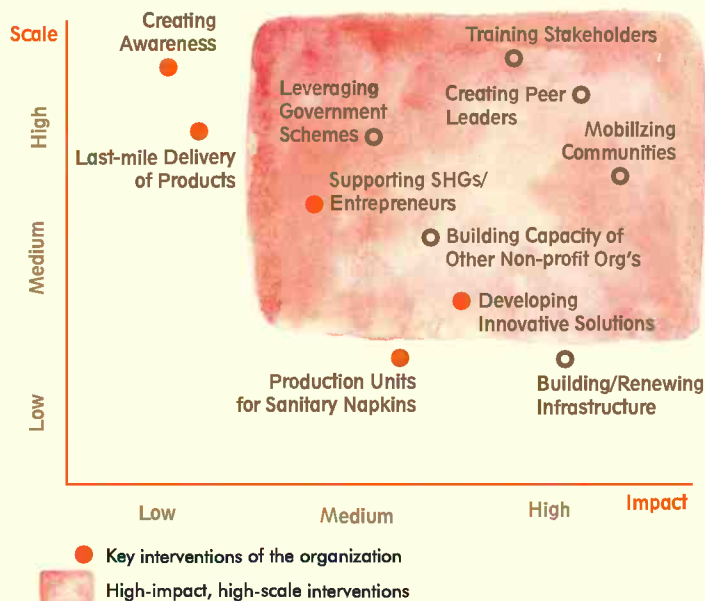 Scale
Creating
Awareness
Training Stakeholders
Leveraging
Government
Schemes
Creating Peer
Leaders
High
Mobilizing
Communities
Last-mile Delivery
of Products
Supporting SHGs/
Entrepreneurs
Medium
Building Capacity of
Other Non-profit Org's
Developing
Innovative Solutions
Production Units
for Sanitary Napkins
Building/Renewing
Infrastructure
Low
Low
Medium
High
Impact
Key interventions of the organization
High-impact, high-scale interventions